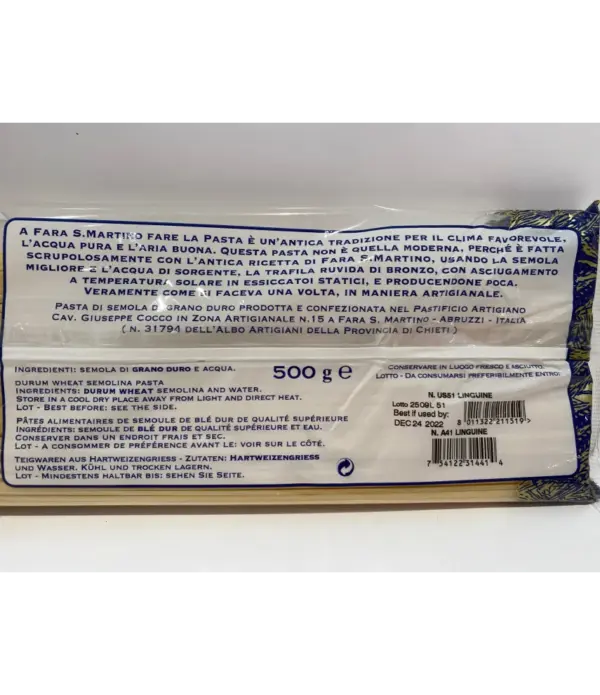 A FARA S.MARTINO FARE LA PASTA È UN'ANTICA TRADIZIONE PER IL CLIMA FAVOREVOLE,
L'ACQUA PURA E L'ARIA BUONA. QUESTA PASTA NON È QUELLA MODERNA, PERCHÉ È FATTA
SCRUPOLOSAMENTE CON L'ANTICA RICETTA DI FARA S.MARTINO, USANDO LA SEMOLA
MIGLIORE E L'ACQUA DI SORGENTE, LA TRAFILA RUVIDA DI BRONZO, CON ASCIUGAMENTO
A TEMPERATURA SOLARE IN ESSICCATOI STATICI, E PRODUCENDONE POCA.
VERAMENTE COME SI FACEVA UNA VOLTA, IN MANIERA ARTIGIANALE.
PASTA DI SEMOLA DI GRANO DURO PRODOTTA E CONFEZIONATA NEL PASTIFICIO ARTIGIANO
CAV. GIUSEPPE COCCO IN ZONA ARTIGIANALE N.15 A FARA S. MARTINO - ABRUZZI - ITALIA
( N. 31794 DELL'ALBO ARTIGIANI DELLA PROVINCIA DI CHIETI )
INGREDIENTI: SEMOLA DI GRANO DURO E ACQUA.
500 g e
CONSERVARE IN LUOGO FRESCO E ASCIUTTO.
LOTTO - DA CONSUMARSI PREFERIBILMENTE ENTRO:
DURUM WHEAT SEMOLINA PASTA
INGREDIENTS: DURUM WHEAT SEMOLINA AND WATER.
STORE IN A COOL DRY PLACE AWAY FROM LIGHT AND DIRECT HEAT.
LOT - BEST BEFORE: SEE THE SIDE.
N. US51 LINGUINE
Lotto 2509L 51
Best if used by:
DEC 24 2022
8 011322 211519 >
N. A41 LINGUINE
7 34122 31441 4
PÂTES ALIMENTAIRES DE SEMOULE DE BLÉ DUR DE QUALITÉ SUPÉRIEURE
INGRÉDIENTS: SEMOULE DE BLÉ DUR DE QUALITÉ SUPÉRIEURE ET EAU.
CONSERVER DANS UN ENDROIT FRAIS ET SEC.
LOT - A CONSOMMER DE PRÉFÉRENCE AVANT LE: VOIR SUR LE CÔTÉ.
TEIGWAREN AUS HARTWEIZENGRIESS - ZUTATEN: HARTWEIZENGRIESS
UND WASSER. KÜHL UND TROCKEN LAGERN.
LOT - MINDESTENS HALTBAR BIS: SEHEN SIE SEITE.